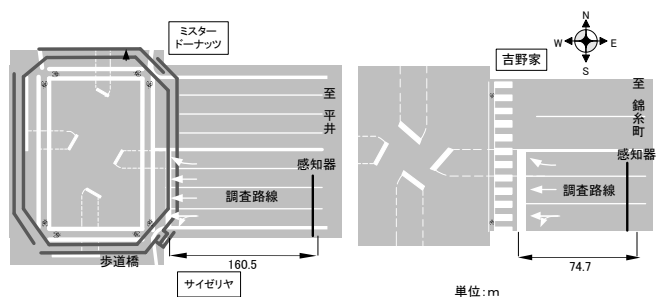 ミスター
ドーナッツ
至平井
感知器
調査路線
歩道橋
160.5
サイゼリヤ
N
W
E
S
吉野家
至錦糸町
感知器
調査路線
74.7
単位:m